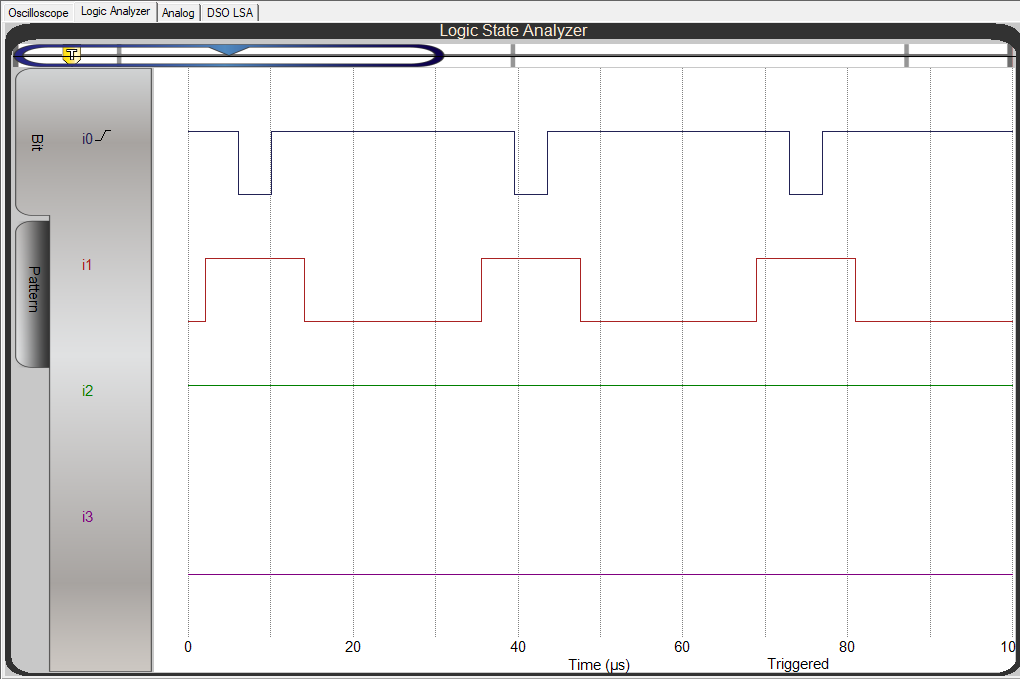 Oscilloscope Logic Analyzer Analog DSO LSA
Logic State Analyzer
T
Bit
i0
i1
Pattern
i2
i3
0 20 40 60 80 10
Time (µs) Triggered